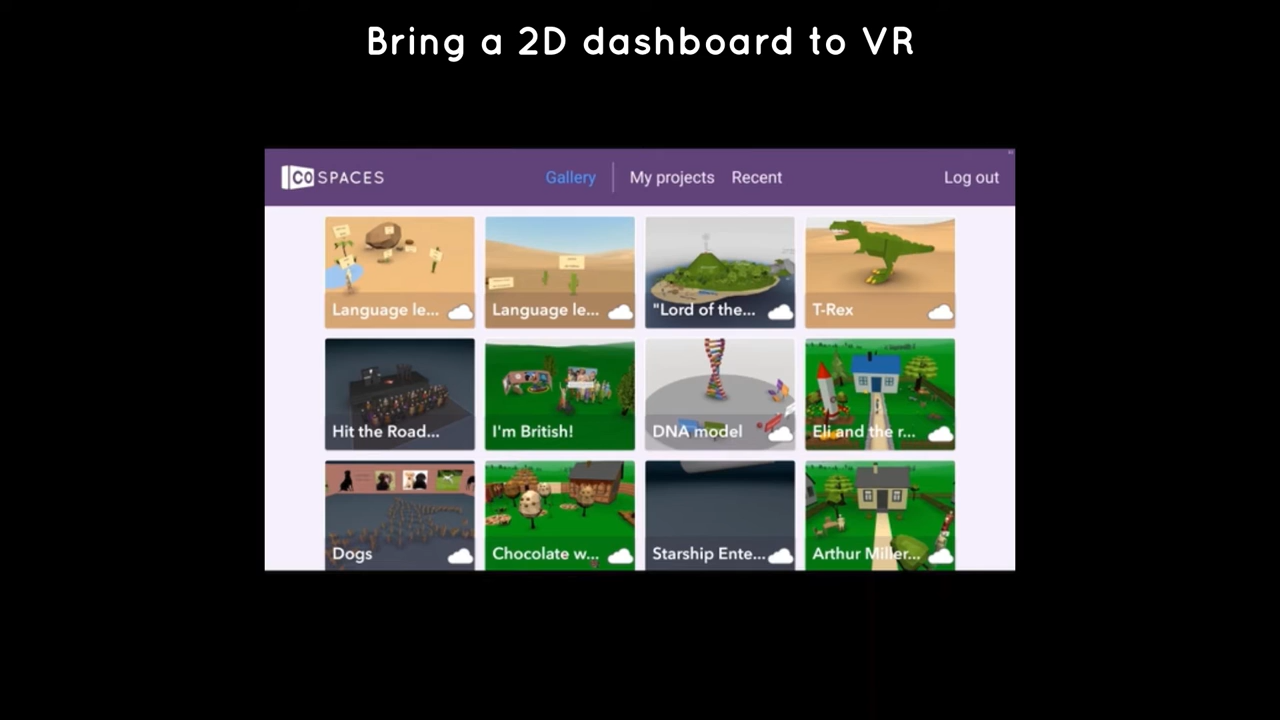 Bring a 2D dashboard to VR
CO SPACES
Gallery
My projects
Recent
Log out
Language le...
Language le...
"Lord of the...
T-Rex
Hit the Road...
I'm British!
DNA model
Eli and the r...
Dogs
Chocolate w...
Starship Ente...
Arthur Miller...